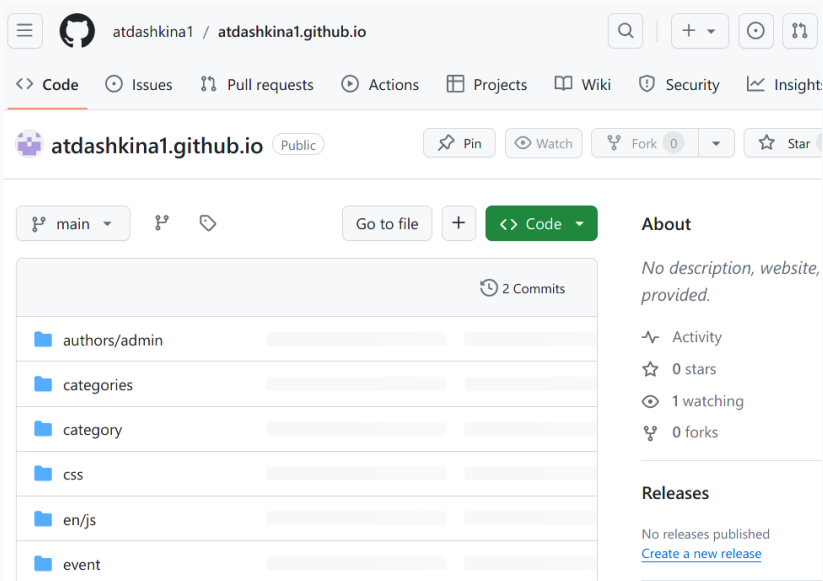 atdashkina1 / atdashkina1.github.io
Code Issues Pull requests Actions Projects Wiki Security Insights
atdashkina1.github.io Public Pin Watch Fork 0 Star
main Go to file + Code
2 Commits
authors/admin
categories
category
css
en/js
event
About
No description, website,
provided.
Activity
0 stars
1 watching
0 forks
Releases
No releases published
Create a new release